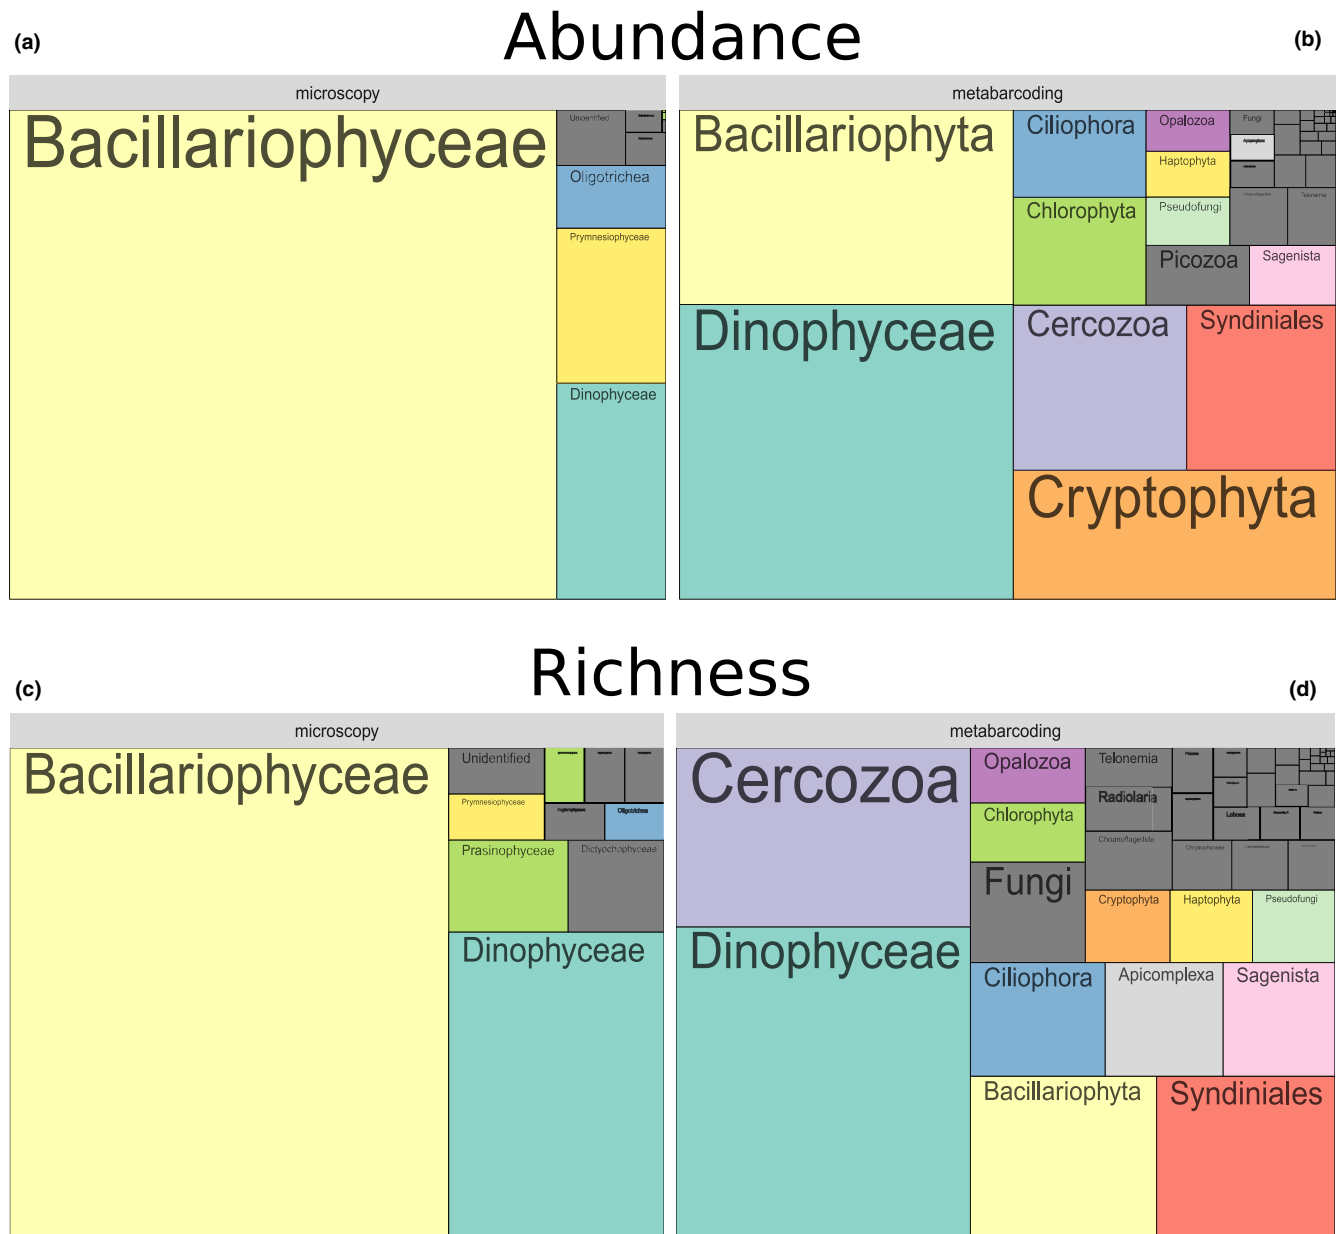 Abundance
(a)
(b)
microscopy
Bacillariophyceae
Unidentified
Oligotrichea
Prymnesiophyceae
Dinophyceae
metabarcoding
Bacillariophyta
Ciliophora
Opalozoa
Fungi
Haptophyta
Chlorophyta
Pseudofungi
Telonema
Picozoa
Sagenista
Dinophyceae
Cercozoa
Syndiniales
Cryptophyta
Richness
(c)
(d)
microscopy
Bacillariophyceae
Unidentified
Prymnesiophyceae
Oligotrichea
Prasinophyceae
Dictyochophyceae
Dinophyceae
metabarcoding
Cercozoa
Opalozoa
Telonemia
Radiolaria
Chlorophyta
Lobosa
Choanoflagellida
Chrysophyceae
Fungi
Cryptophyta
Haptophyta
Pseudofungi
Dinophyceae
Ciliophora
Apicomplexa
Sagenista
Bacillariophyta
Syndiniales